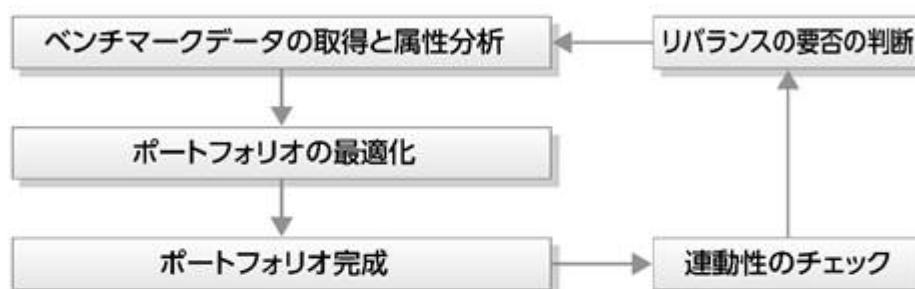 ベンチマークデータの取得と属性分析
リバランスの要否の判断
ポートフォリオの最適化
ポートフォリオ完成
連動性のチェック